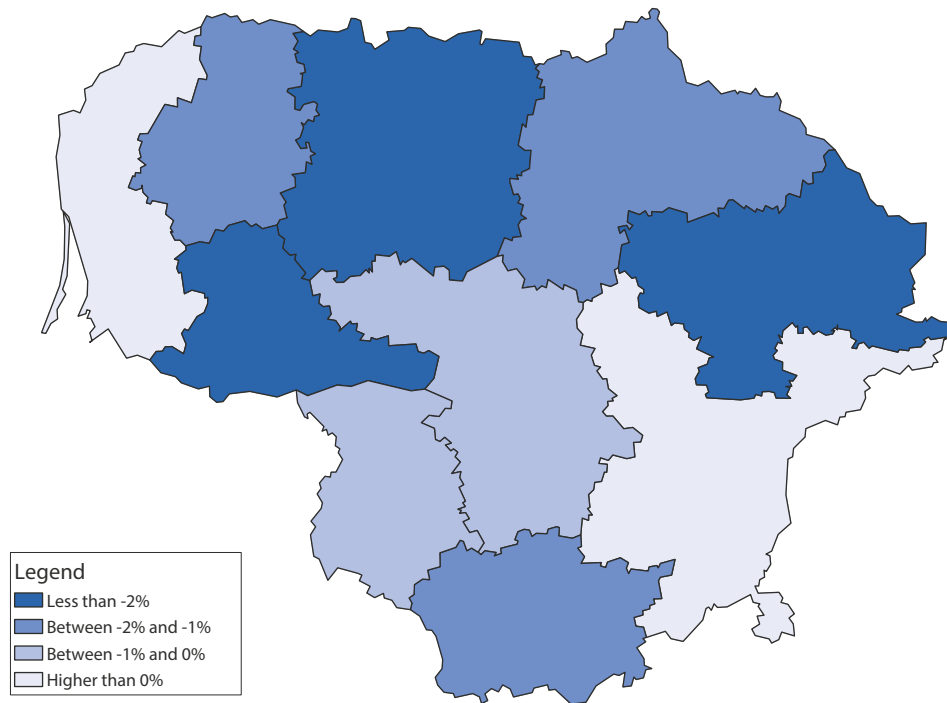 Legend
Less than -2%
Between -2% and -1%
Between -1% and 0%
Higher than 0%